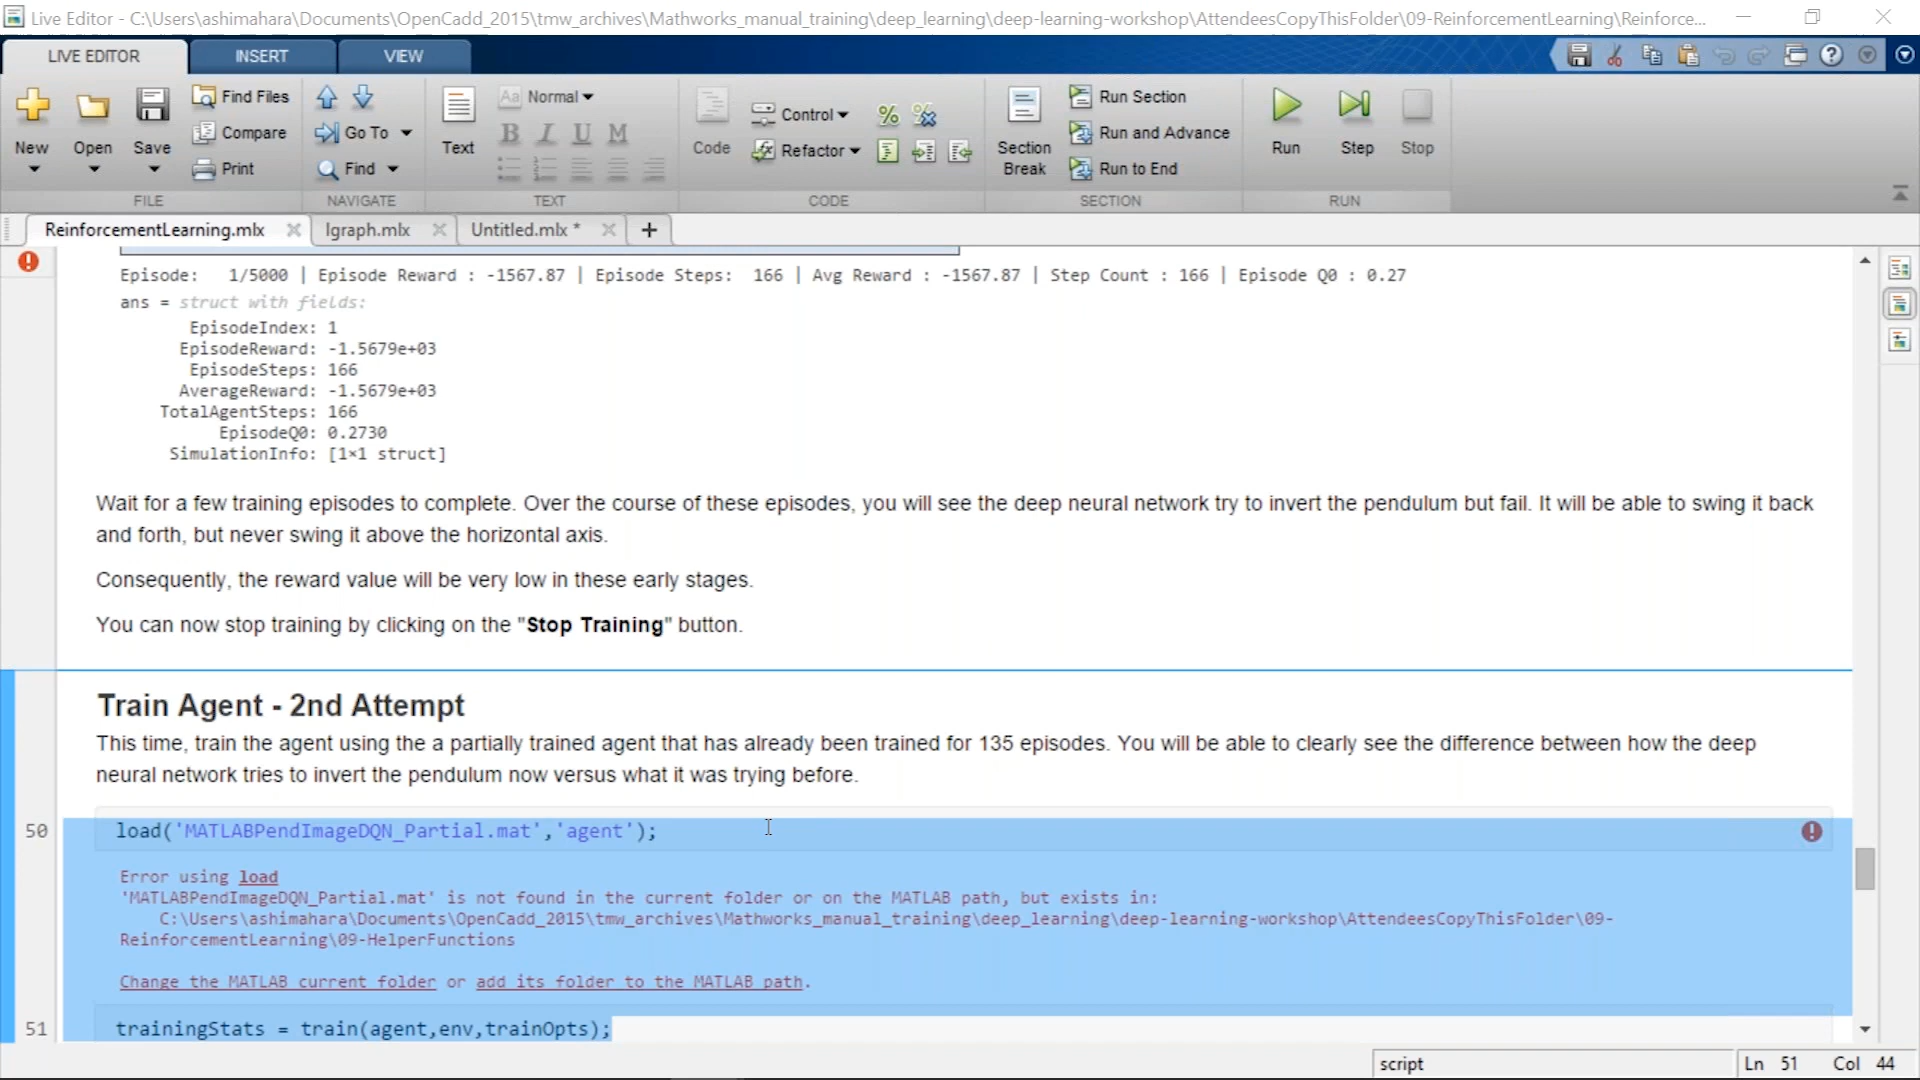 Live Editor - C:\Users\ashimahara\Documents\OpenCadd_2015\tmw_archives\Mathworks_manual_training\deep_learning\deep-learning-workshop\AttendeesCopyThisFolder\09-ReinforcementLearning\Reinforce...
LIVE EDITOR INSERT VIEW
New Open Save
Find Files
Compare
Print
FILE
Go To
Find
NAVIGATE
Text
Aa Normal
B I U M
TEXT
Code
Control
Refactor
CODE
Section Break
Run Section
Run and Advance
Run to End
SECTION
Run Step Stop
RUN
ReinforcementLearning.mlx lgraph.mlx Untitled.mlx * +
Episode: 1/5000 | Episode Reward : -1567.87 | Episode Steps: 166 | Avg Reward : -1567.87 | Step Count : 166 | Episode Q0 : 0.27
ans = struct with fields:
EpisodeIndex: 1
EpisodeReward: -1.5679e+03
EpisodeSteps: 166
AverageReward: -1.5679e+03
TotalAgentSteps: 166
EpisodeQ0: 0.2730
SimulationInfo: [1×1 struct]
Wait for a few training episodes to complete. Over the course of these episodes, you will see the deep neural network try to invert the pendulum but fail. It will be able to swing it back
and forth, but never swing it above the horizontal axis.
Consequently, the reward value will be very low in these early stages.
You can now stop training by clicking on the "Stop Training" button.
Train Agent - 2nd Attempt
This time, train the agent using the a partially trained agent that has already been trained for 135 episodes. You will be able to clearly see the difference between how the deep
neural network tries to invert the pendulum now versus what it was trying before.
50 load('MATLABPendImageDQN_Partial.mat','agent');
Error using load
'MATLABPendImageDQN_Partial.mat' is not found in the current folder or on the MATLAB path, but exists in:
C:\Users\ashimahara\Documents\OpenCadd_2015\tmw_archives\Mathworks_manual_training\deep_learning\deep-learning-workshop\AttendeesCopyThisFolder\09-
ReinforcementLearning\09-HelperFunctions
Change the MATLAB current folder or add its folder to the MATLAB path.
51 trainingStats = train(agent,env,trainOpts);
script Ln 51 Col 44